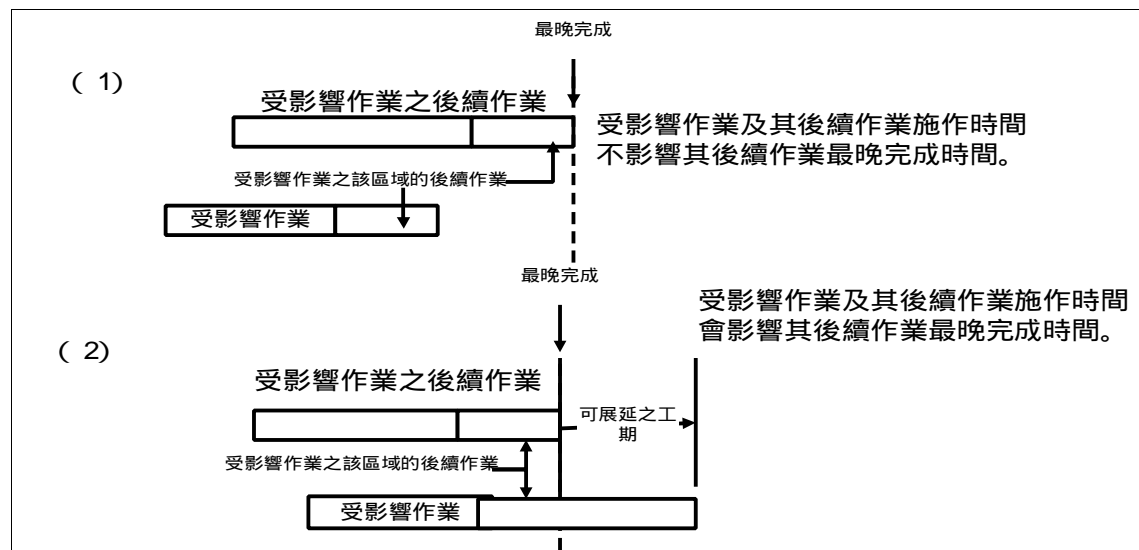 最晚完成
( 1)
受影響作業之後續作業
受影響作業及其後續作業施作時間
不影響其後續作業最晚完成時間。
受影響作業之該區域的後續作業
受影響作業
最晚完成
受影響作業及其後續作業施作時間
會影響其後續作業最晚完成時間。
( 2)
受影響作業之後續作業
可展延之工
期
受影響作業之該區域的後續作業
受影響作業